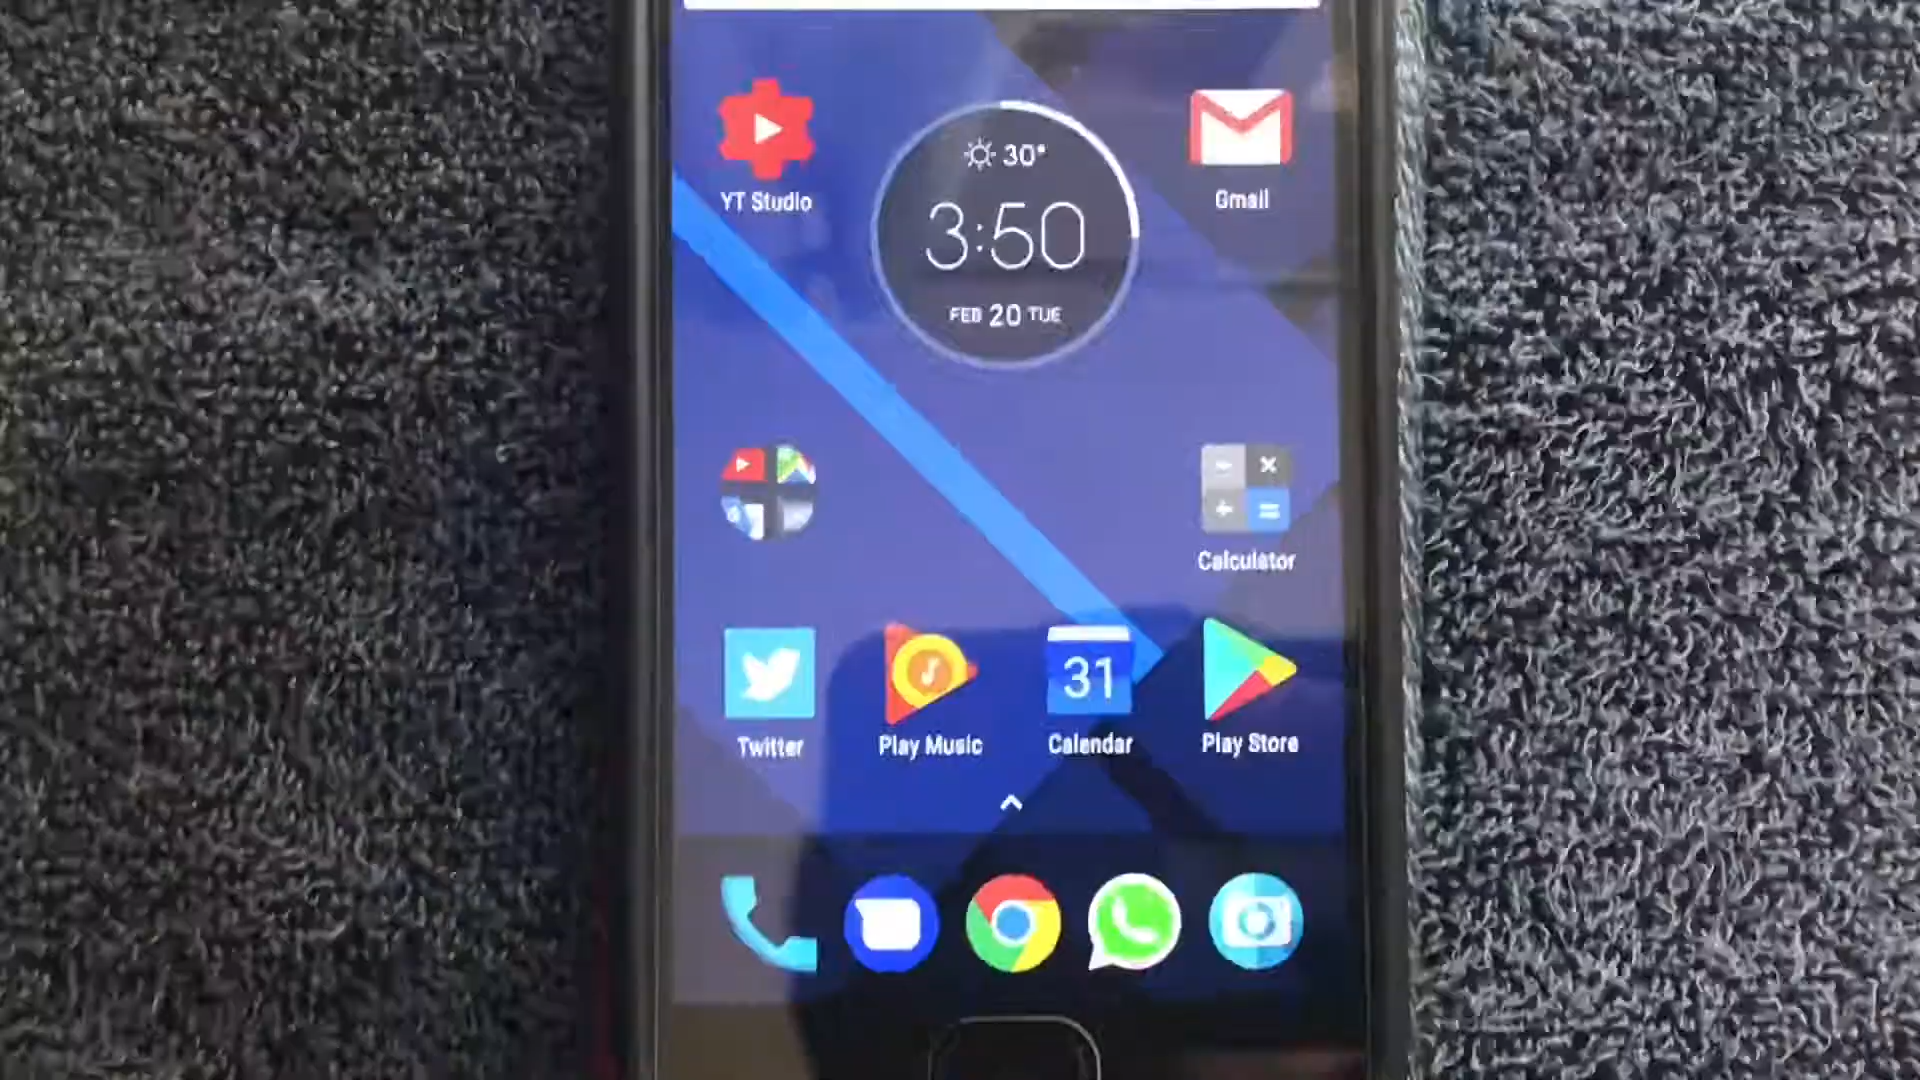 30°
3:50
FEB 20 TUE
YT Studio
Gmail
Calculator
31
Twitter
Play Music
Calendar
Play Store